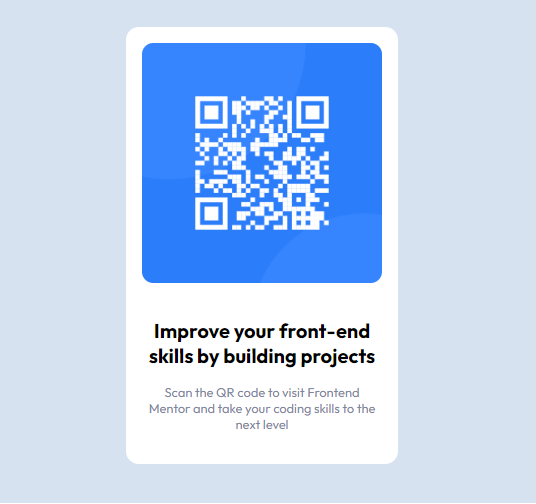 Improve your front-end
skills by building projects
Scan the QR code to visit Frontend
Mentor and take your coding skills to the
next level